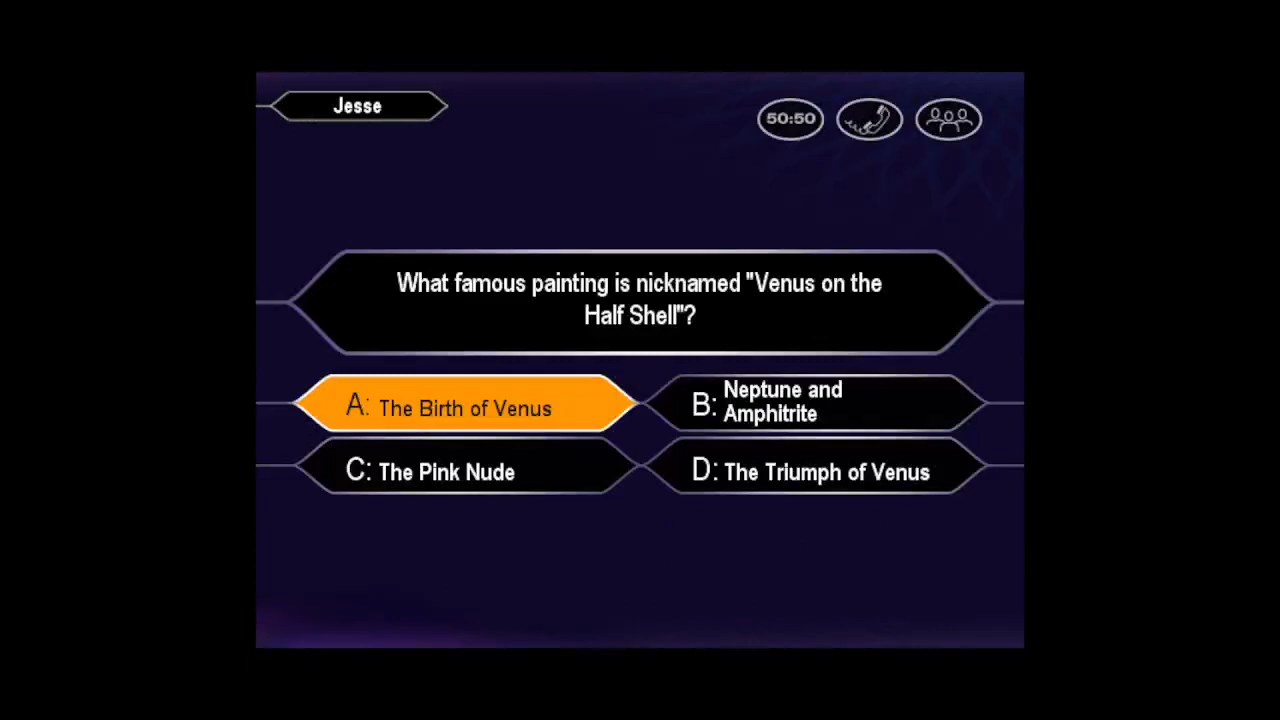 Jesse
50:50
What famous painting is nicknamed "Venus on the
Half Shell"?
A: The Birth of Venus
B: Neptune and
Amphitrite
C: The Pink Nude
D: The Triumph of Venus